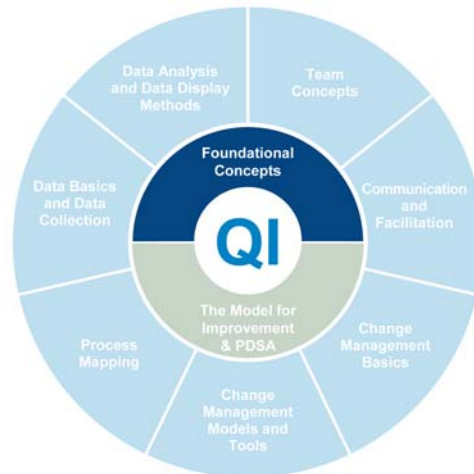 Data Analysis
and Data Display
Methods
Team
Concepts
Foundational
Concepts
Data Basics
and Data
Collection
Communication
and
Facilitation
QI
The Model for
Improvement
& PDSA
Process
Mapping
Change
Management
Basics
Change
Management
Models and
Tools